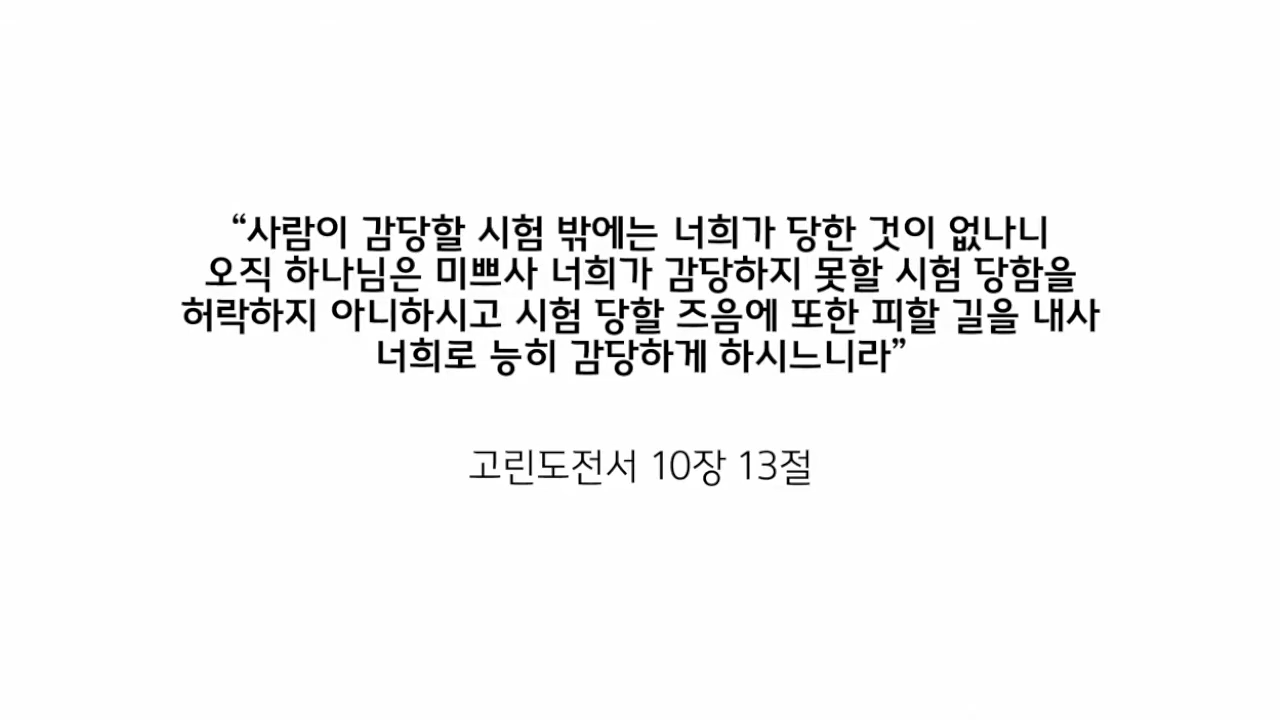 “사람이 감당할 시험 밖에는 너희가 당한 것이 없나니
오직 하나님은 미쁘사 너희가 감당하지 못할 시험 당함을
허락하지 아니하시고 시험 당할 즈음에 또한 피할 길을 내사
너희로 능히 감당하게 하시느니라”
고린도전서 10장 13절